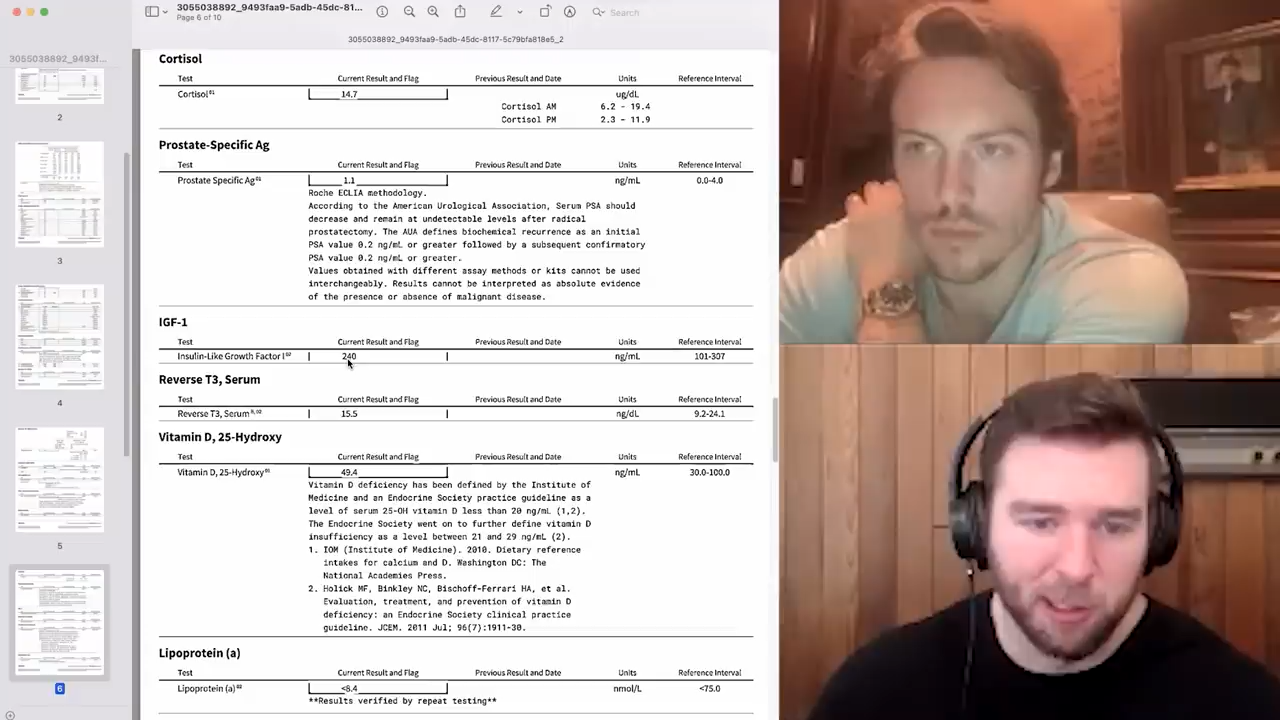 3055038892_9493faa9-5adb-45dc-81...
Page 6 of 10
Search
3055038892_9493faa9-5adb-45dc-8117-5c79bfa818e5_2
3055038892_9493f...
2
3
4
5
6
Cortisol
Test Current Result and Flag Previous Result and Date Units Reference Interval
Cortisol 01 14.7 ug/dL
Cortisol AM 6.2 - 19.4
Cortisol PM 2.3 - 11.9
Prostate-Specific Ag
Test Current Result and Flag Previous Result and Date Units Reference Interval
Prostate Specific Ag 01 1.1 ng/mL 0.0-4.0
Roche ECLIA methodology.
According to the American Urological Association, Serum PSA should
decrease and remain at undetectable levels after radical
prostatectomy. The AUA defines biochemical recurrence as an initial
PSA value 0.2 ng/mL or greater followed by a subsequent confirmatory
PSA value 0.2 ng/mL or greater.
Values obtained with different assay methods or kits cannot be used
interchangeably. Results cannot be interpreted as absolute evidence
of the presence or absence of malignant disease.
IGF-1
Test Current Result and Flag Previous Result and Date Units Reference Interval
Insulin-Like Growth Factor I 02 240 ng/mL 101-307
Reverse T3, Serum
Test Current Result and Flag Previous Result and Date Units Reference Interval
Reverse T3, Serum 15.5 ng/dL 9.2-24.1
Vitamin D, 25-Hydroxy
Test Current Result and Flag Previous Result and Date Units Reference Interval
Vitamin D, 25-Hydroxy 01 49.4 ng/mL 30.0-100.0
Vitamin D deficiency has been defined by the Institute of
Medicine and an Endocrine Society practice guideline as a
level of serum 25-OH vitamin D less than 20 ng/mL (1,2).
The Endocrine Society went on to further define vitamin D
insufficiency as a level between 21 and 29 ng/mL (2).
1. IOM (Institute of Medicine). 2010. Dietary reference
intakes for calcium and D. Washington DC: The
National Academies Press.
2. Holick MF, Binkley NC, Bischoff-Ferrari HA, et al.
Evaluation, treatment, and prevention of vitamin D
deficiency: an Endocrine Society clinical practice
guideline. JCEM. 2011 Jul; 96(7):1911-30.
Lipoprotein (a)
Test Current Result and Flag Previous Result and Date Units Reference Interval
Lipoprotein (a) <8.4 nmol/L <75.0
**Results verified by repeat testing**